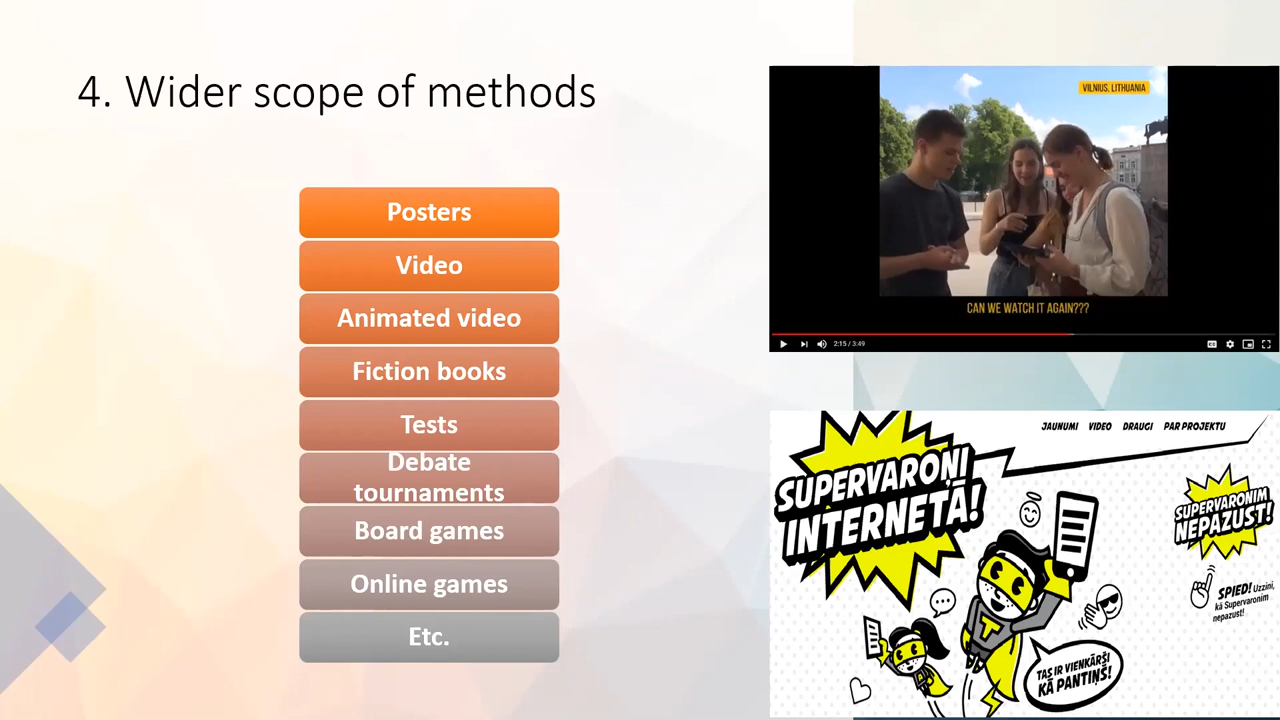 4. Wider scope of methods
Posters
Video
Animated video
Fiction books
Tests
Debate
tournaments
Board games
Online games
Etc.
VILNIUS, LITHUANIA
CAN WE WATCH IT AGAIN???
2:15 / 3:49
JAUNUMI VIDEO DRAUGI PAR PROJEKTU
SUPERVAROŅI
INTERNETĀ!
SUPERVARONIM
NEPAZUST!
SPIED! Uzzini,
kā Supervaronim
nepazust!
T
TAS IR VIENKĀRŠI
KĀ PANTIŅŠ!